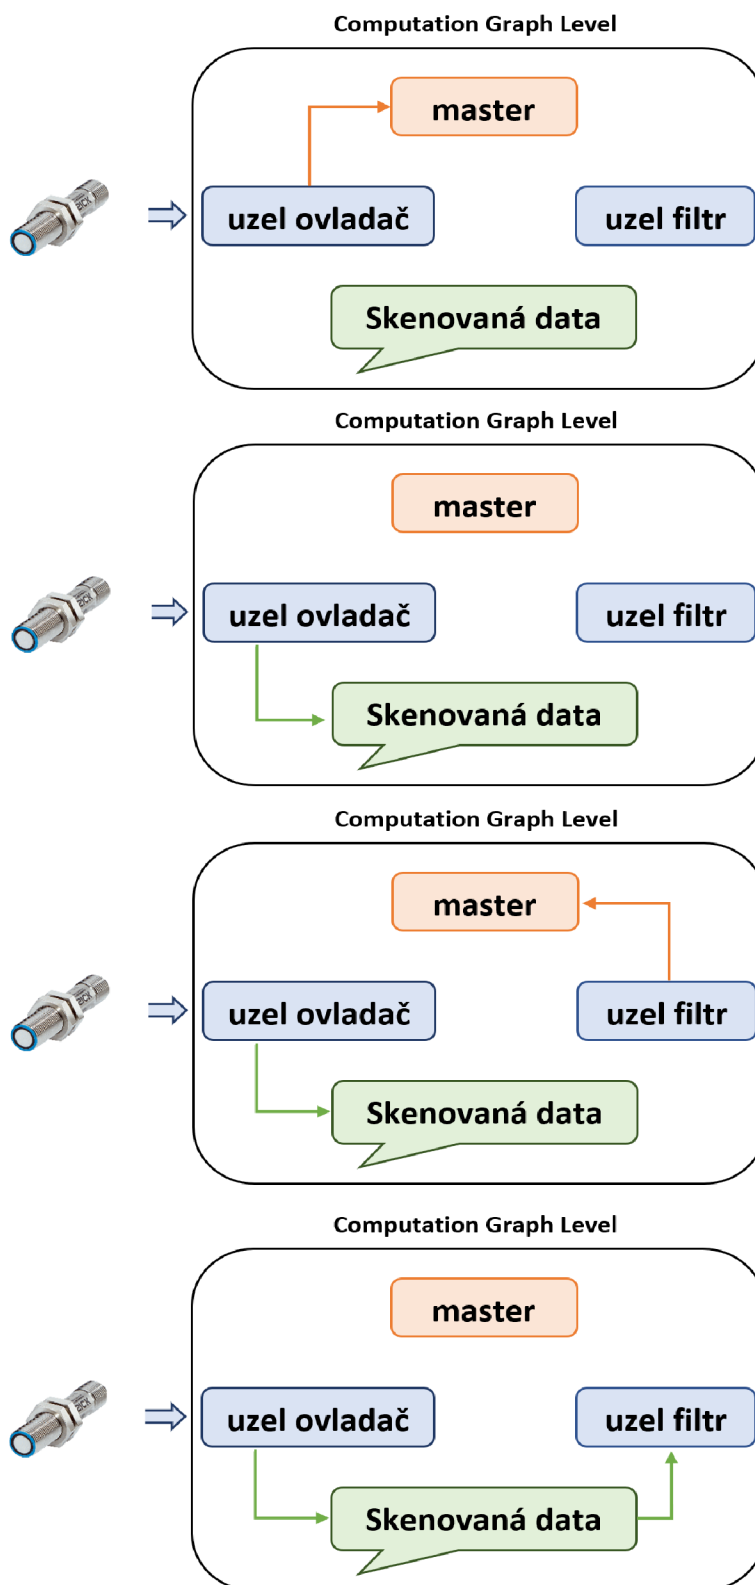 Computation Graph Level
master
uzel ovladač
uzel filtr
Skenovaná data
Computation Graph Level
master
uzel ovladač
uzel filtr
Skenovaná data
Computation Graph Level
master
uzel ovladač
uzel filtr
Skenovaná data
Computation Graph Level
master
uzel ovladač
uzel filtr
Skenovaná data